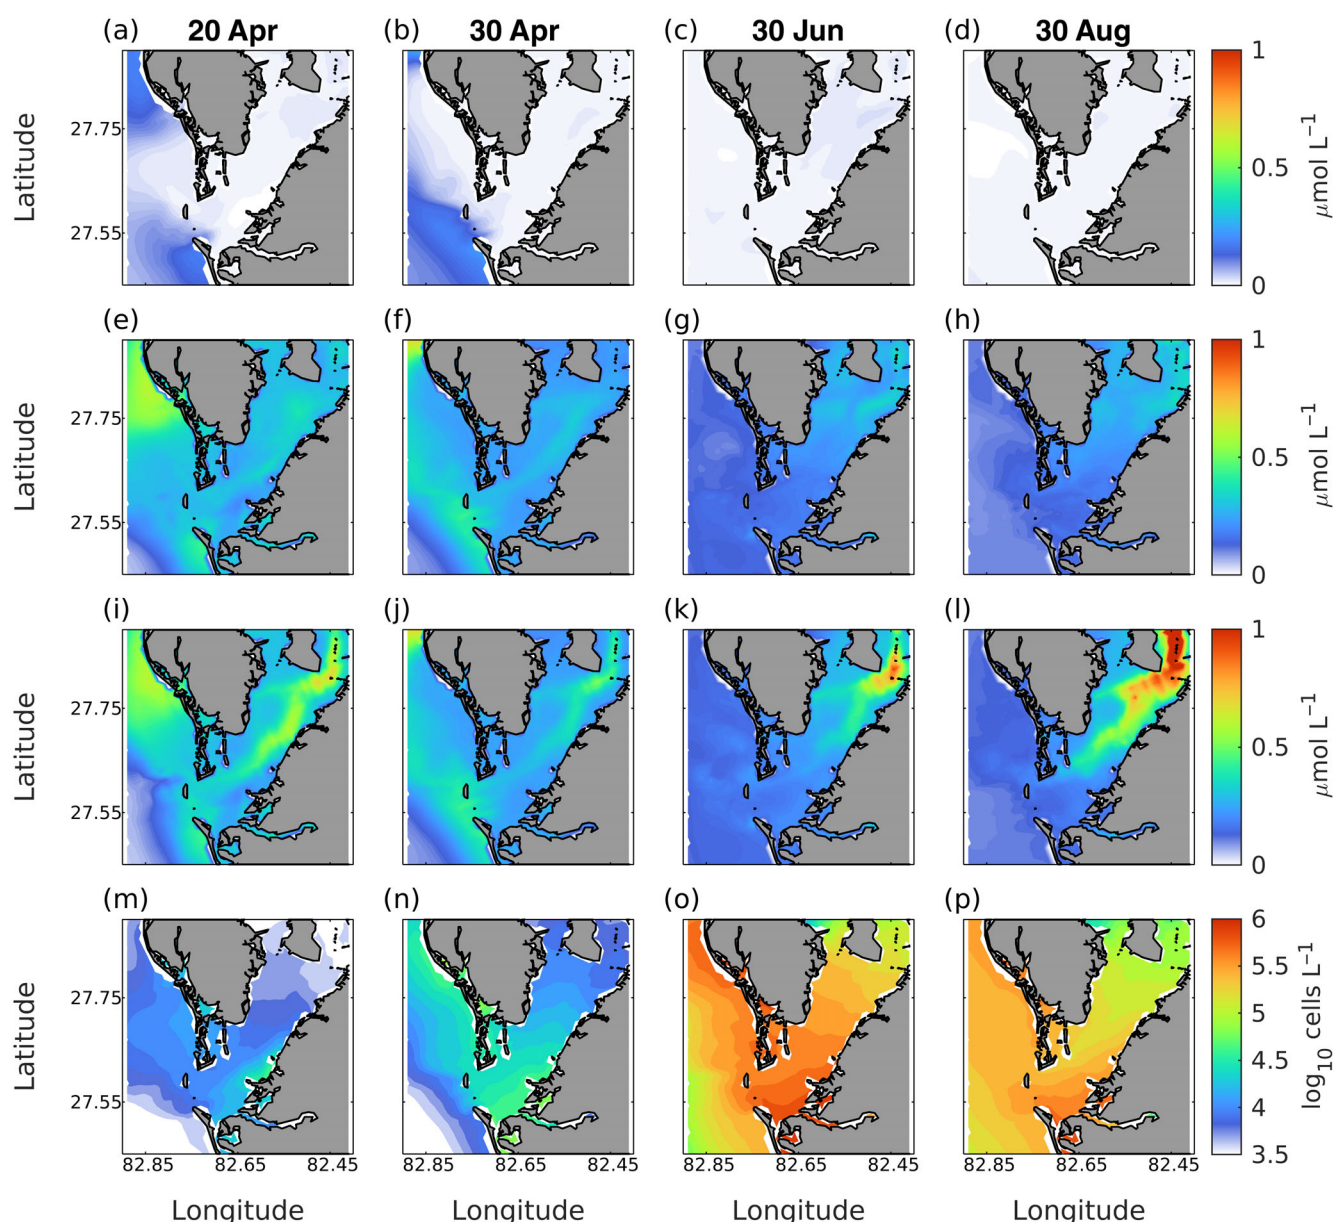 (a) 20 Apr (b) 30 Apr (c) 30 Jun (d) 30 Aug
Latitude 27.75 27.55 1 0.5 0 μmol L⁻¹
(e) (f) (g) (h)
Latitude 27.75 27.55 1 0.5 0 μmol L⁻¹
(i) (j) (k) (l)
Latitude 27.75 27.55 1 0.5 0 μmol L⁻¹
(m) (n) (o) (p)
Latitude 27.75 27.55 6 5.5 5 4.5 4 3.5 log₁₀ cells L⁻¹
82.85 82.65 82.45 82.85 82.65 82.45 82.85 82.65 82.45 82.85 82.65 82.45
Longitude Longitude Longitude Longitude